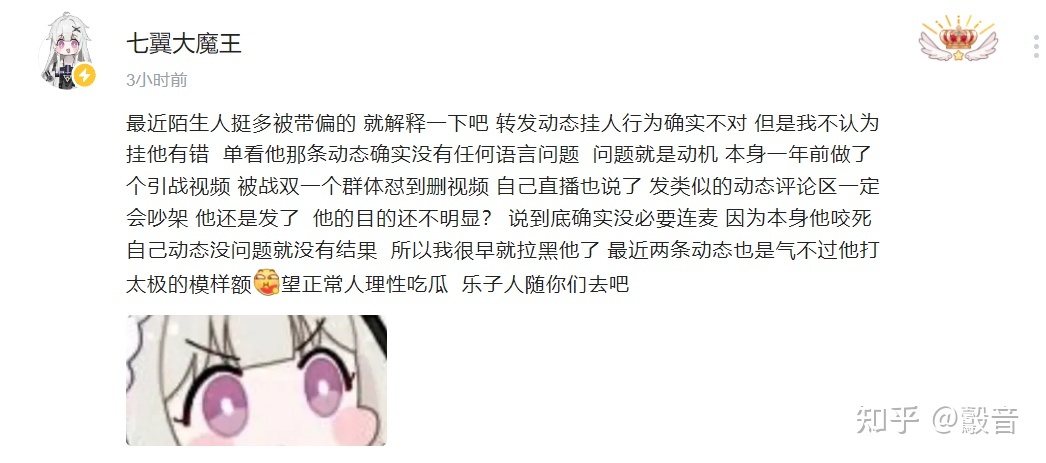 七翼大魔王
3小时前
最近陌生人挺多被带偏的 就解释一下吧 转发动态挂人行为确实不对 但是我不认为
挂他有错 单看他那条动态确实没有任何语言问题 问题就是动机 本身一年前做了
个引战视频 被战双一个群体怼到删视频 自己直播也说了 发类似的动态评论区一定
会吵架 他还是发了 他的目的还不明显？ 说到底确实没必要连麦 因为本身他咬死
自己动态没问题就没有结果 所以我很早就拉黑他了 最近两条动态也是气不过他打
太极的模样额望正常人理性吃瓜 乐子人随你们去吧
知乎 @毉音